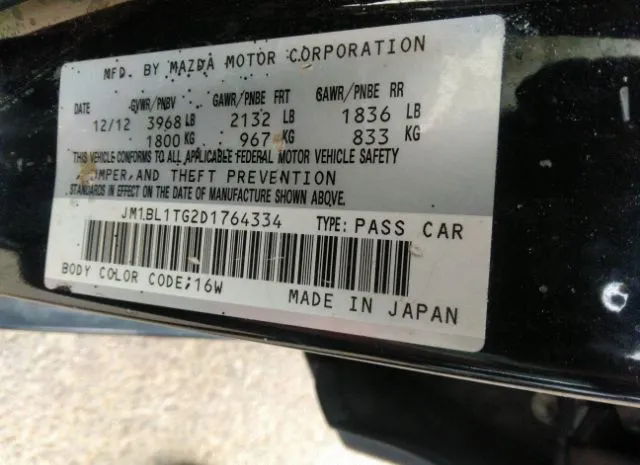 MFD. BY MAZDA MOTOR CORPORATION
DATE GVWR/PNBV GAWR/PNBE FRT GAWR/PNBE RR
12/12 3968 LB 2132 LB 1836 LB
1800 KG 967 KG 833 KG
THIS VEHICLE CONFORMS TO ALL APPLICABLE FEDERAL MOTOR VEHICLE SAFETY
BUMPER, AND THEFT PREVENTION
STANDARDS IN EFFECT ON THE DATE OF MANUFACTURE SHOWN ABOVE.
JM1BL1TG2D1764334 TYPE: PASS CAR
BODY COLOR CODE;16W
MADE IN JAPAN